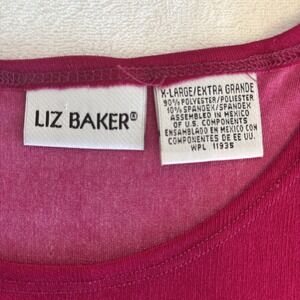 LIZ BAKER®
X-LARGE/EXTRA GRANDE
90% POLYESTER/POLIESTER
10% SPANDEX/SPANDEX
ASSEMBLED IN MEXICO
OF U.S. COMPONENTS
ENSAMBLADO EN MEXICO CON
COMPONENTES DE EE UU.
WPL 11935